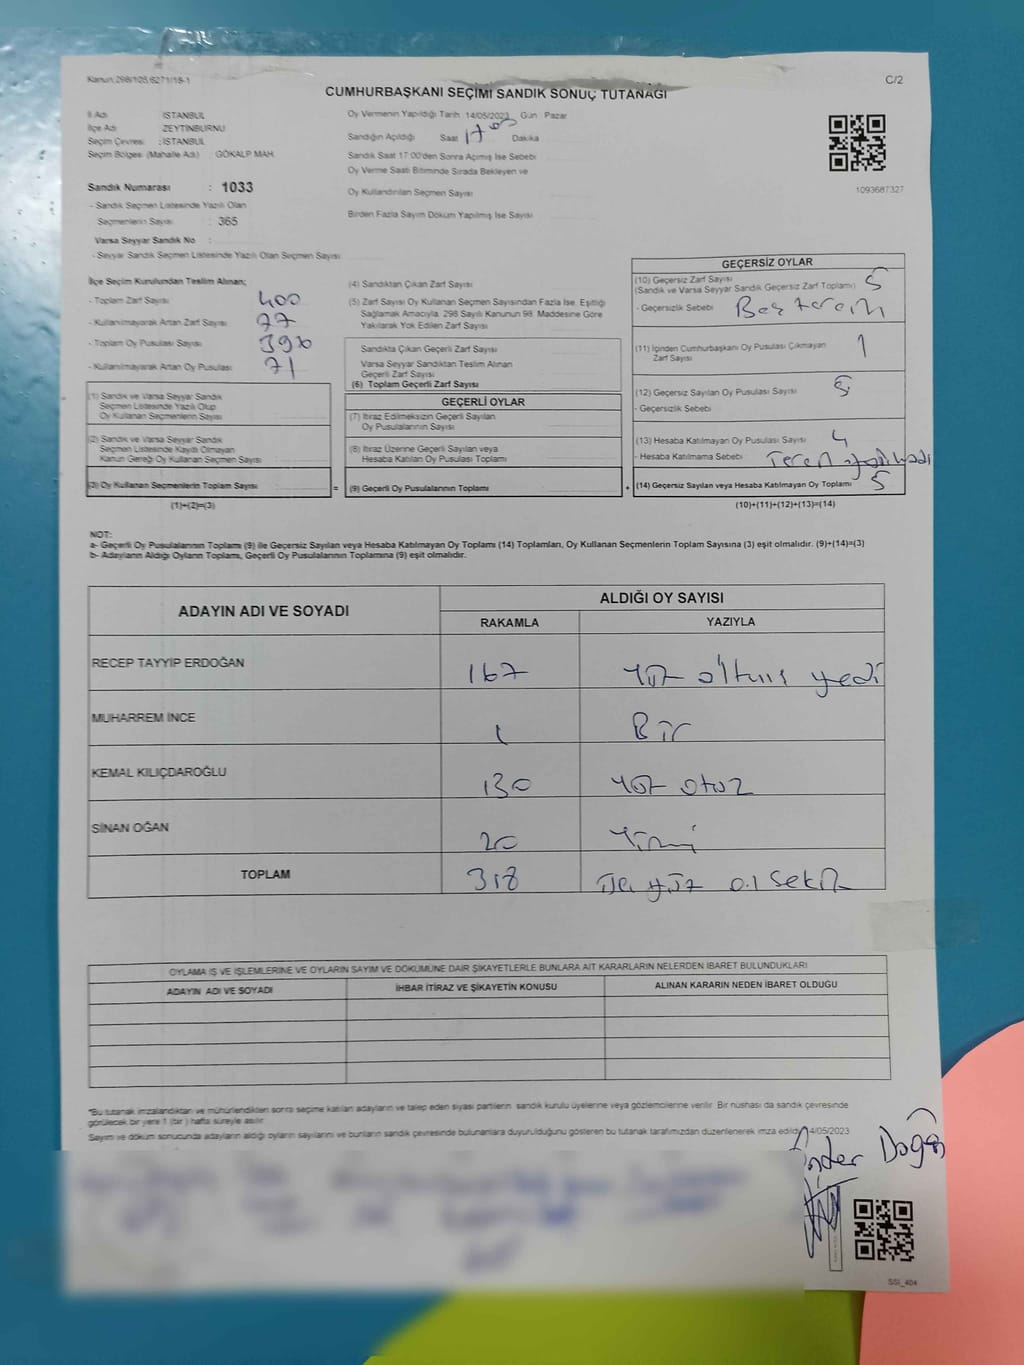 Kanun 298/105,6271/18-1
C/2
CUMHURBAŞKANI SEÇİMİ SANDIK SONUÇ TUTANAĞI
İl Adı : İSTANBUL
İlçe Adı : ZEYTİNBURNU
Seçim Çevresi : İSTANBUL
Seçim Bölgesi (Mahalle Adı) : GÖKALP MAH.
Sandık Numarası : 1033
- Sandık Seçmen Listesinde Yazılı Olan
Seçmenlerin Sayısı : 365
Varsa Seyyar Sandık No :
- Seyyar Sandık Seçmen Listesinde Yazılı Olan Seçmen Sayısı
Oy Vermenin Yapıldığı Tarih 14/05/2023 Gün : Pazar
Sandığın Açıldığı Saat 17 Dakika
Sandık Saat 17:00'den Sonra Açılmış İse Sebebi
Oy Verme Saati Bitiminde Sırada Bekleyen ve
Oy Kullandırılan Seçmen Sayısı
Birden Fazla Sayım Döküm Yapılmış İse Sayısı
1093687327
İlçe Seçim Kurulundan Teslim Alınan;
- Toplam Zarf Sayısı 400
- Kullanılmayarak Artan Zarf Sayısı 77
- Toplam Oy Pusulası Sayısı
- Kullanılmayarak Artan Oy Pusulası 71
(1) Sandık ve Varsa Seyyar Sandık
Seçmen Listesinde Yazılı Olup
Oy Kullanan Seçmenlerin Sayısı
(2) Sandık ve Varsa Seyyar Sandık
Seçmen Listesinde Kayıtlı Olmayan
Kanun Gereği Oy Kullanan Seçmen Sayısı :
(3) Oy Kullanan Seçmenlerin Toplam Sayısı =
(1)+(2)=(3)
(4) Sandıktan Çıkan Zarf Sayısı
(5) Zarf Sayısı Oy Kullanan Seçmen Sayısından Fazla İse, Eşitliği
Sağlamak Amacıyla, 298 Sayılı Kanunun 98. Maddesine Göre
Yakılarak Yok Edilen Zarf Sayısı
Sandıkta Çıkan Geçerli Zarf Sayısı
Varsa Seyyar Sandıktan Teslim Alınan
Geçerli Zarf Sayısı
(6) Toplam Geçerli Zarf Sayısı
GEÇERLİ OYLAR
(7) İtiraz Edilmeksizin Geçerli Sayılan
Oy Pusulalarının Sayısı
(8) İtiraz Üzerine Geçerli Sayılan veya
Hesaba Katılan Oy Pusulası Toplamı
(9) Geçerli Oy Pusulalarının Toplamı +
GEÇERSİZ OYLAR
(10) Geçersiz Zarf Sayısı 5
(Sandık ve Varsa Seyyar Sandık Geçersiz Zarf Toplamı)
- Geçersizlik Sebebi
(11) İçinden Cumhurbaşkanı Oy Pusulası Çıkmayan 1
Zarf Sayısı
(12) Geçersiz Sayılan Oy Pusulası Sayısı 5
- Geçersizlik Sebebi
(13) Hesaba Katılmayan Oy Pusulası Sayısı 4
- Hesaba Katılmama Sebebi
(14) Geçersiz Sayılan veya Hesaba Katılmayan Oy Toplamı 5
(10)+(11)+(12)+(13)=(14)
NOT:
a- Geçerli Oy Pusulalarının Toplamı (9) ile Geçersiz Sayılan veya Hesaba Katılmayan Oy Toplamı (14) Toplamları, Oy Kullanan Seçmenlerin Toplam Sayısına (3) eşit olmalıdır. (9)+(14)=(3)
b- Adayların Aldığı Oyların Toplamı, Geçerli Oy Pusulalarının Toplamına (9) eşit olmalıdır.
ADAYIN ADI VE SOYADI
ALDIĞI OY SAYISI
RAKAMLA YAZIYLA
RECEP TAYYİP ERDOĞAN 167 Yüz altmış yedi
MUHARREM İNCE 1 Bir
KEMAL KILIÇDAROĞLU 130 Yüz otuz
SİNAN OĞAN 20 Yirmi
TOPLAM 318 Üç yüz on sekiz
OYLAMA İŞ VE İŞLEMLERİNE VE OYLARIN SAYIM VE DÖKÜMÜNE DAİR ŞİKAYETLERLE BUNLARA AİT KARARLARIN NELERDEN İBARET BULUNDUKLARI
ADAYIN ADI VE SOYADI İHBAR İTİRAZ VE ŞİKAYETİN KONUSU ALINAN KARARIN NEDEN İBARET OLDUĞU
*Bu tutanak imzalandıktan ve mühürlendikten sonra seçime katılan adayların ve talep eden siyasi partilerin sandık kurulu üyelerine veya gözlemcilerine verilir. Bir nüshası da sandık çevresinde
görülecek bir yere 1 (bir) hafta süreyle asılır.
Sayım ve döküm sonucunda adayların aldığı oyların sayılarını ve bunların sandık çevresinde bulunanlara duyurulduğunu gösteren bu tutanak tarafımızdan düzenlenerek imza edildi. 14/05/2023
Önder Doğan
SSİ_404